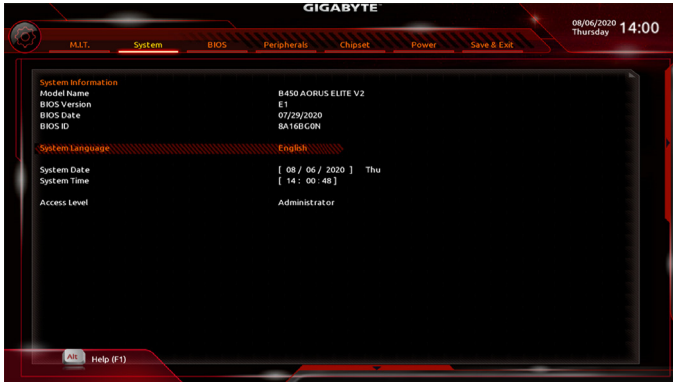 GIGABYTE™
08/06/2020 Thursday 14:00
M.I.T. System BIOS Peripherals Chipset Power Save & Exit
System Information
Model Name B450 AORUS ELITE V2
BIOS Version E1
BIOS Date 07/29/2020
BIOS ID 8A16BG0N
System Language English
System Date [ 08 / 06 / 2020 ] Thu
System Time [ 14 : 00 : 48 ]
Access Level Administrator
Alt Help (F1)